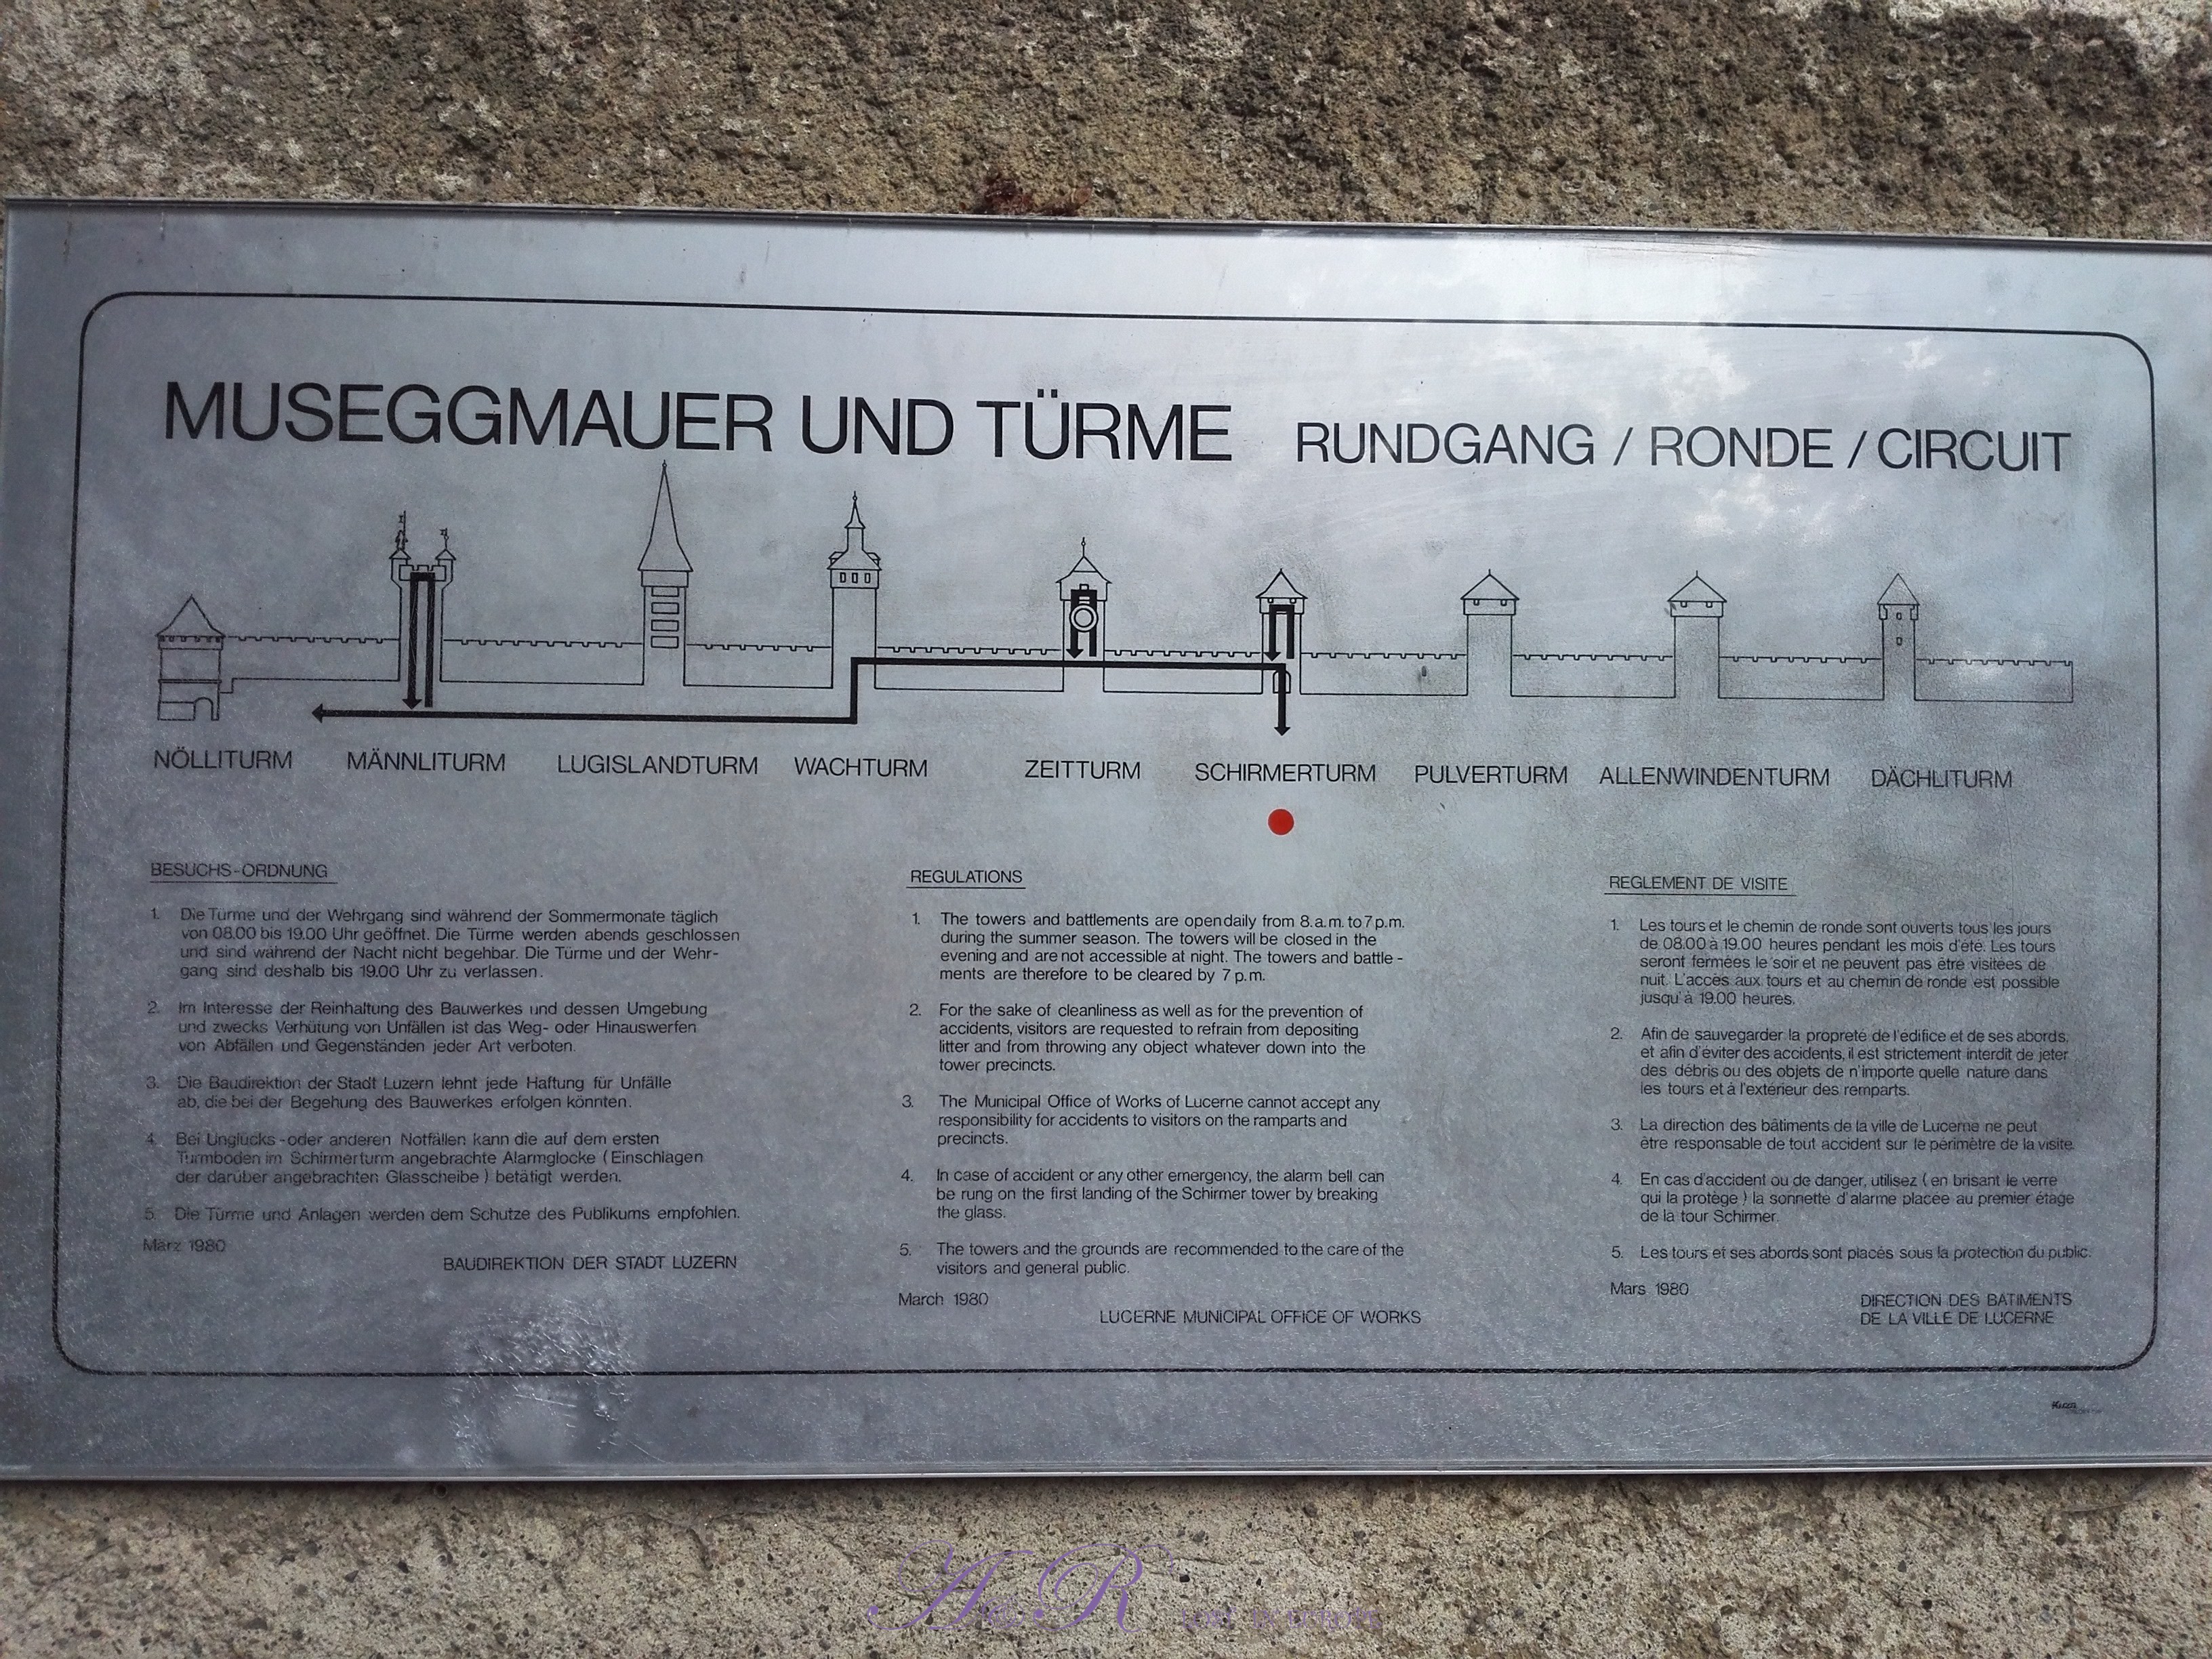 MUSEGGMAUER UND TÜRME RUNDGANG / RONDE / CIRCUIT
NÖLLITURM MÄNNLITURM LUGISLANDTURM WACHTURM ZEITTURM SCHIRMERTURM PULVERTURM ALLENWINDENTURM DÄCHLITURM
BESUCHS-ORDNUNG
1. Die Türme und der Wehrgang sind während der Sommermonate täglich
von 08.00 bis 19.00 Uhr geöffnet. Die Türme werden abends geschlossen
und sind während der Nacht nicht begehbar. Die Türme und der Wehr-
gang sind deshalb bis 19.00 Uhr zu verlassen.
2. Im Interesse der Reinhaltung des Bauwerkes und dessen Umgebung
und zwecks Verhütung von Unfällen ist das Weg- oder Hinauswerfen
von Abfällen und Gegenständen jeder Art verboten.
3. Die Baudirektion der Stadt Luzern lehnt jede Haftung für Unfälle
ab, die bei der Begehung des Bauwerkes erfolgen könnten.
4. Bei Unglücks-oder anderen Notfällen kann die auf dem ersten
Turmboden im Schirmerturm angebrachte Alarmglocke (Einschlagen
der darüber angebrachten Glasscheibe) betätigt werden.
5. Die Türme und Anlagen werden dem Schutze des Publikums empfohlen.
März 1980
BAUDIREKTION DER STADT LUZERN
REGULATIONS
1. The towers and battlements are open daily from 8.a.m. to 7 p.m.
during the summer season. The towers will be closed in the
evening and are not accessible at night. The towers and battle-
ments are therefore to be cleared by 7 p.m.
2. For the sake of cleanliness as well as for the prevention of
accidents, visitors are requested to refrain from depositing
litter and from throwing any object whatever down into the
tower precincts.
3. The Municipal Office of Works of Lucerne cannot accept any
responsibility for accidents to visitors on the ramparts and
precincts.
4. In case of accident or any other emergency, the alarm bell can
be rung on the first landing of the Schirmer tower by breaking
the glass.
5. The towers and the grounds are recommended to the care of the
visitors and general public.
March 1980
LUCERNE MUNICIPAL OFFICE OF WORKS
REGLEMENT DE VISITE
1. Les tours et le chemin de ronde sont ouverts tous les jours
de 08.00 à 19.00 heures pendant les mois d'été. Les tours
seront fermées le soir et ne peuvent pas être visitées de
nuit. L'accès aux tours et au chemin de ronde est possible
jusqu'à 19.00 heures.
2. Afin de sauvegarder la propreté de l'édifice et de ses abords,
et afin d'éviter des accidents, il est strictement interdit de jeter
des débris ou des objets de n'importe quelle nature dans
les tours et à l'extérieur des remparts.
3. La direction des bâtiments de la ville de Lucerne ne peut
être responsable de tout accident sur le périmètre de la visite.
4. En cas d'accident ou de danger, utilisez (en brisant le verre
qui la protège) la sonnette d'alarme placée au premier étage
de la tour Schirmer.
5. Les tours et ses abords sont placés sous la protection du public.
Mars 1980
DIRECTION DES BATIMENTS
DE LA VILLE DE LUCERNE
A R